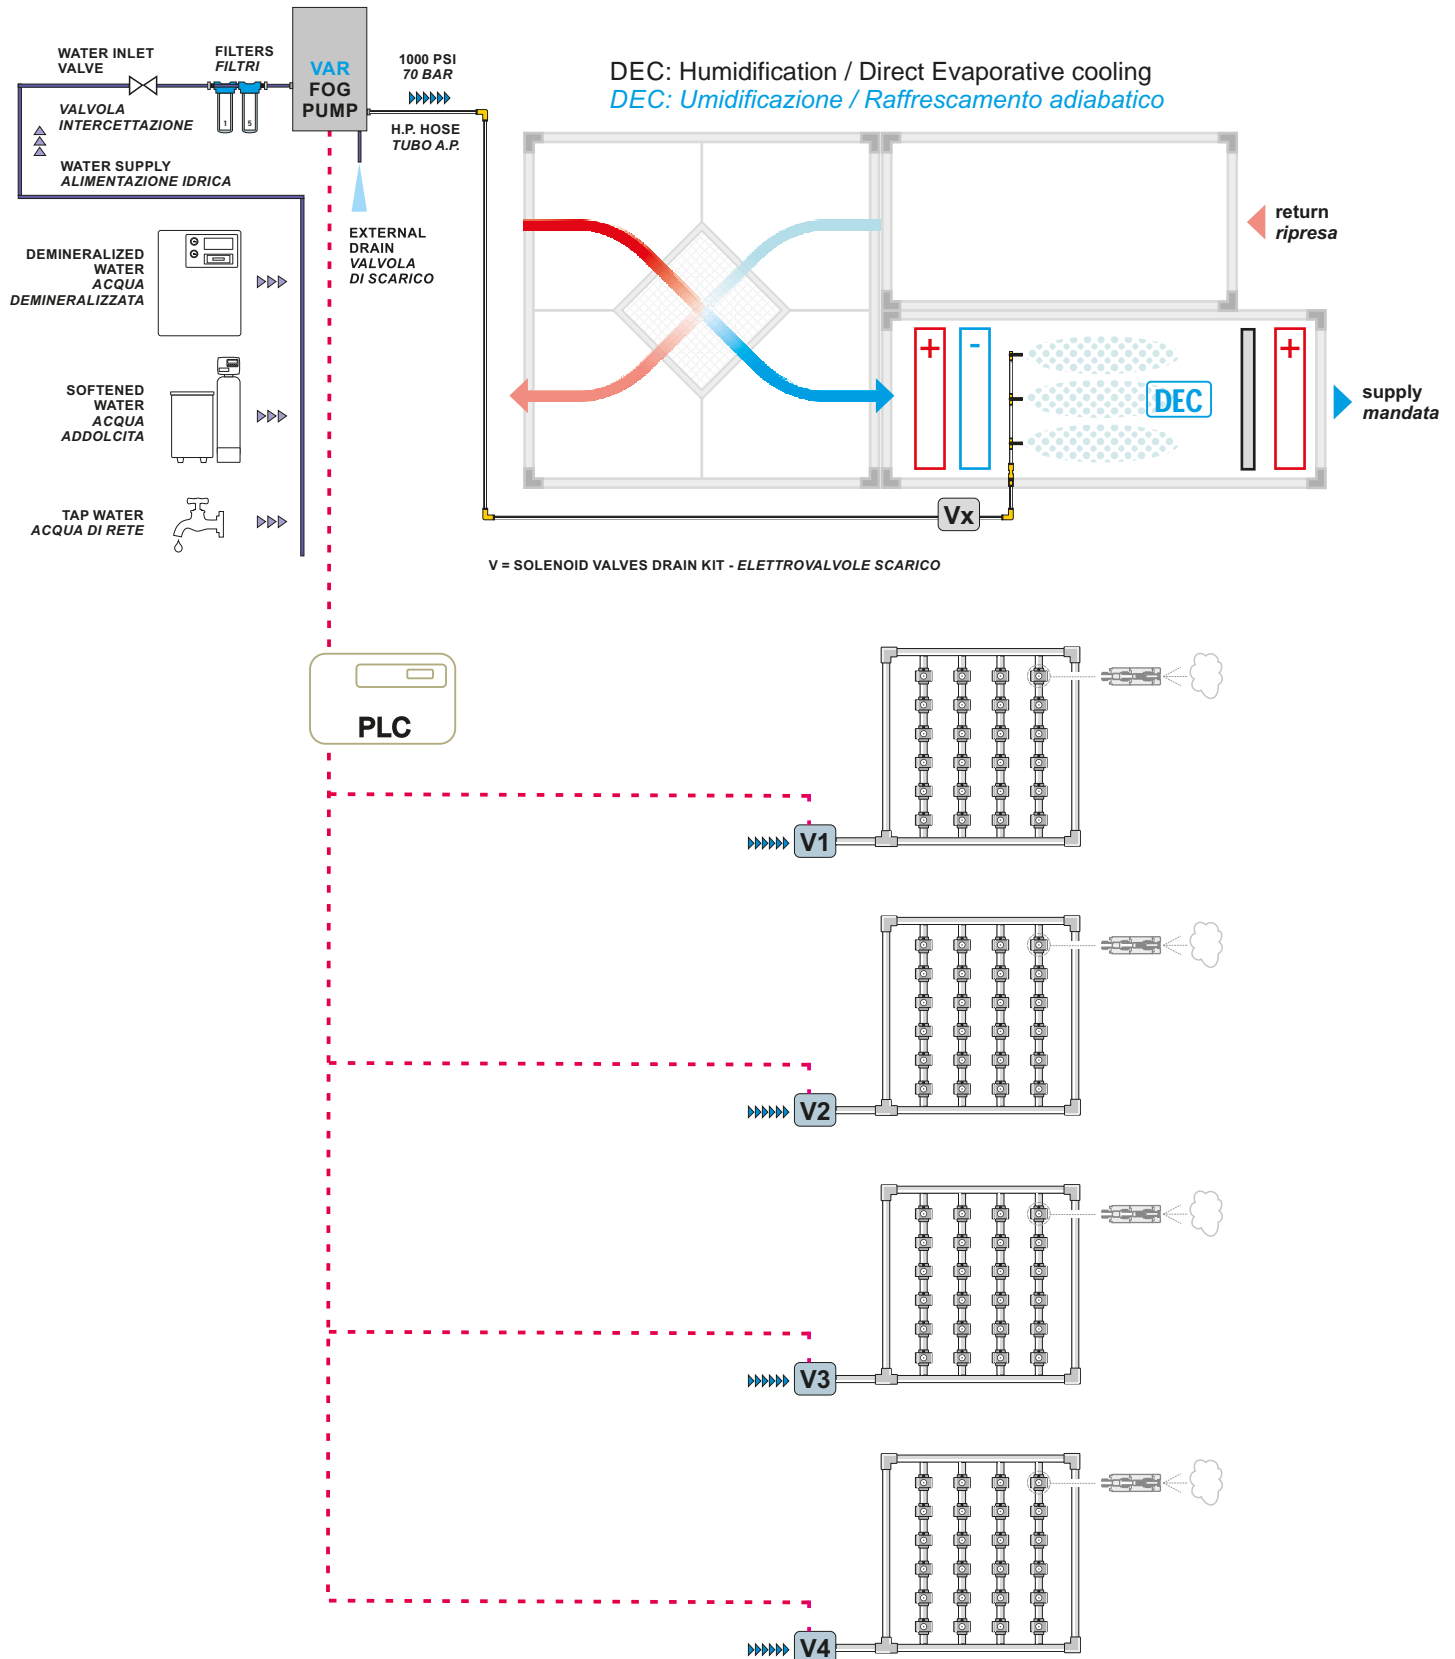 WATER INLET
VALVE
VALVOLA
INTERCETTAZIONE
FILTERS
FILTRI
1
5
VAR
FOG
PUMP
1000 PSI
70 BAR
H.P. HOSE
TUBO A.P.
WATER SUPPLY
ALIMENTAZIONE IDRICA
EXTERNAL
DRAIN
VALVOLA
DI SCARICO
DEMINERALIZED
WATER
ACQUA
DEMINERALIZZATA
SOFTENED
WATER
ACQUA
ADDOLCITA
TAP WATER
ACQUA DI RETE
DEC: Humidification / Direct Evaporative cooling
DEC: Umidificazione / Raffrescamento adiabatico
return
ripresa
+
-
DEC
+
supply
mandata
Vx
V = SOLENOID VALVES DRAIN KIT - ELETTROVALVOLE SCARICO
PLC
V1
V2
V3
V4